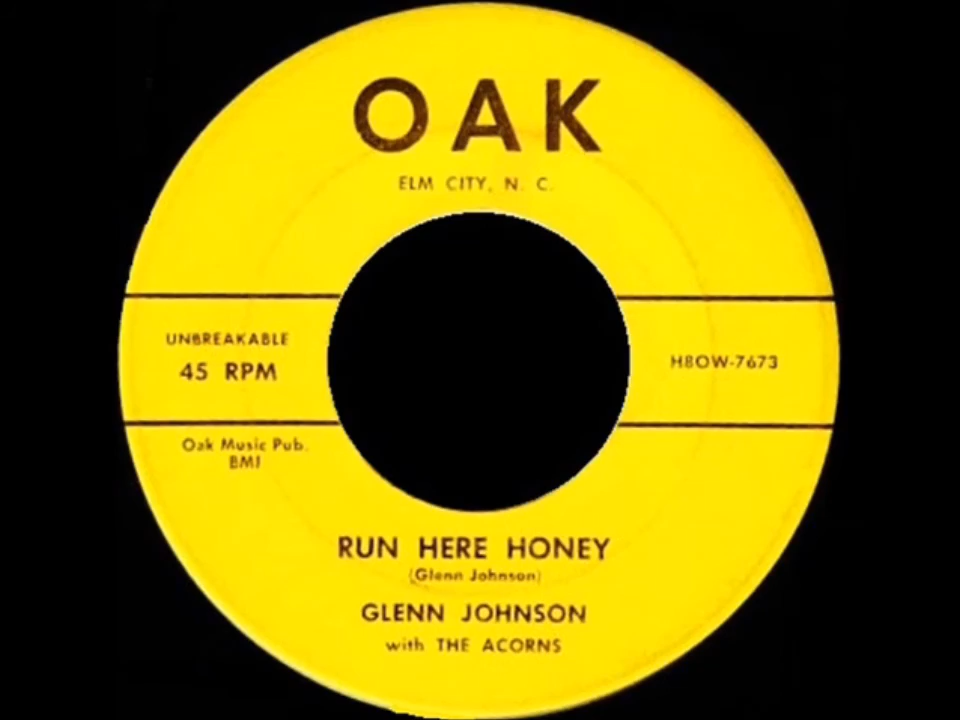 OAK
ELM CITY, N. C.
UNBREAKABLE
45 RPM
H8OW-7673
Oak Music Pub.
BMI
RUN HERE HONEY
(Glenn Johnson)
GLENN JOHNSON
with THE ACORNS